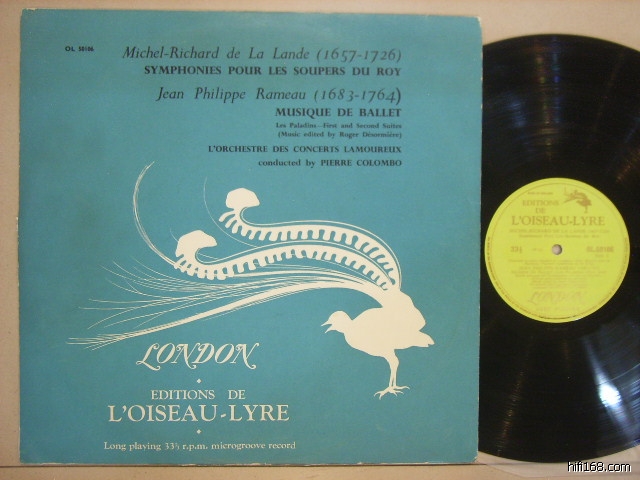 OL 50106
Michel-Richard de La Lande (1657-1726)
SYMPHONIES POUR LES SOUPERS DU ROY
Jean Philippe Rameau (1683-1764)
MUSIQUE DE BALLET
Les Paladins—First and Second Suites
(Music edited by Roger Désormière)
L'ORCHESTRE DES CONCERTS LAMOUREUX
conducted by PIERRE COLOMBO
LONDON
EDITIONS DE
L'OISEAU-LYRE
Long playing 33⅓ r.p.m. microgroove record
EDITIONS
DE
L'OISEAU-LYRE
33⅓
LONDON
hifi168.com